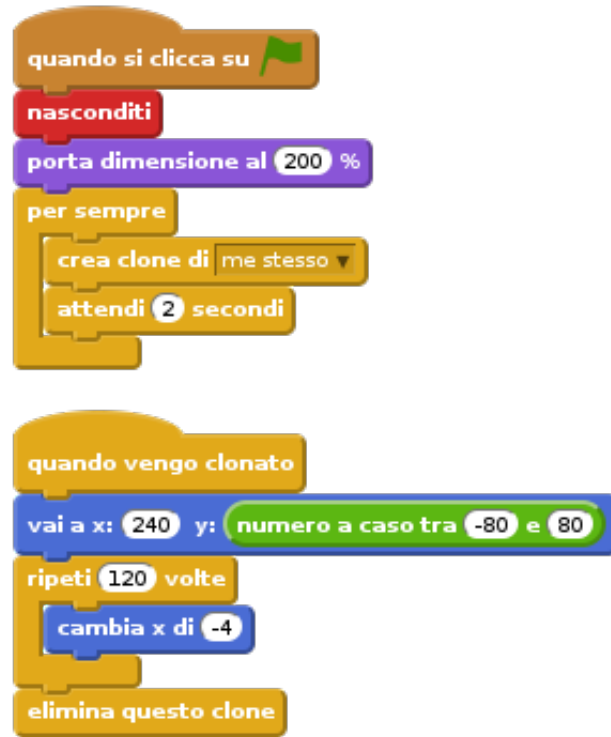 quando si clicca su
nasconditi
porta dimensione al 200 %
per sempre
crea clone di me stesso
attendi 2 secondi
quando vengo clonato
vai a x: 240 y: numero a caso tra -80 e 80
ripeti 120 volte
cambia x di -4
elimina questo clone